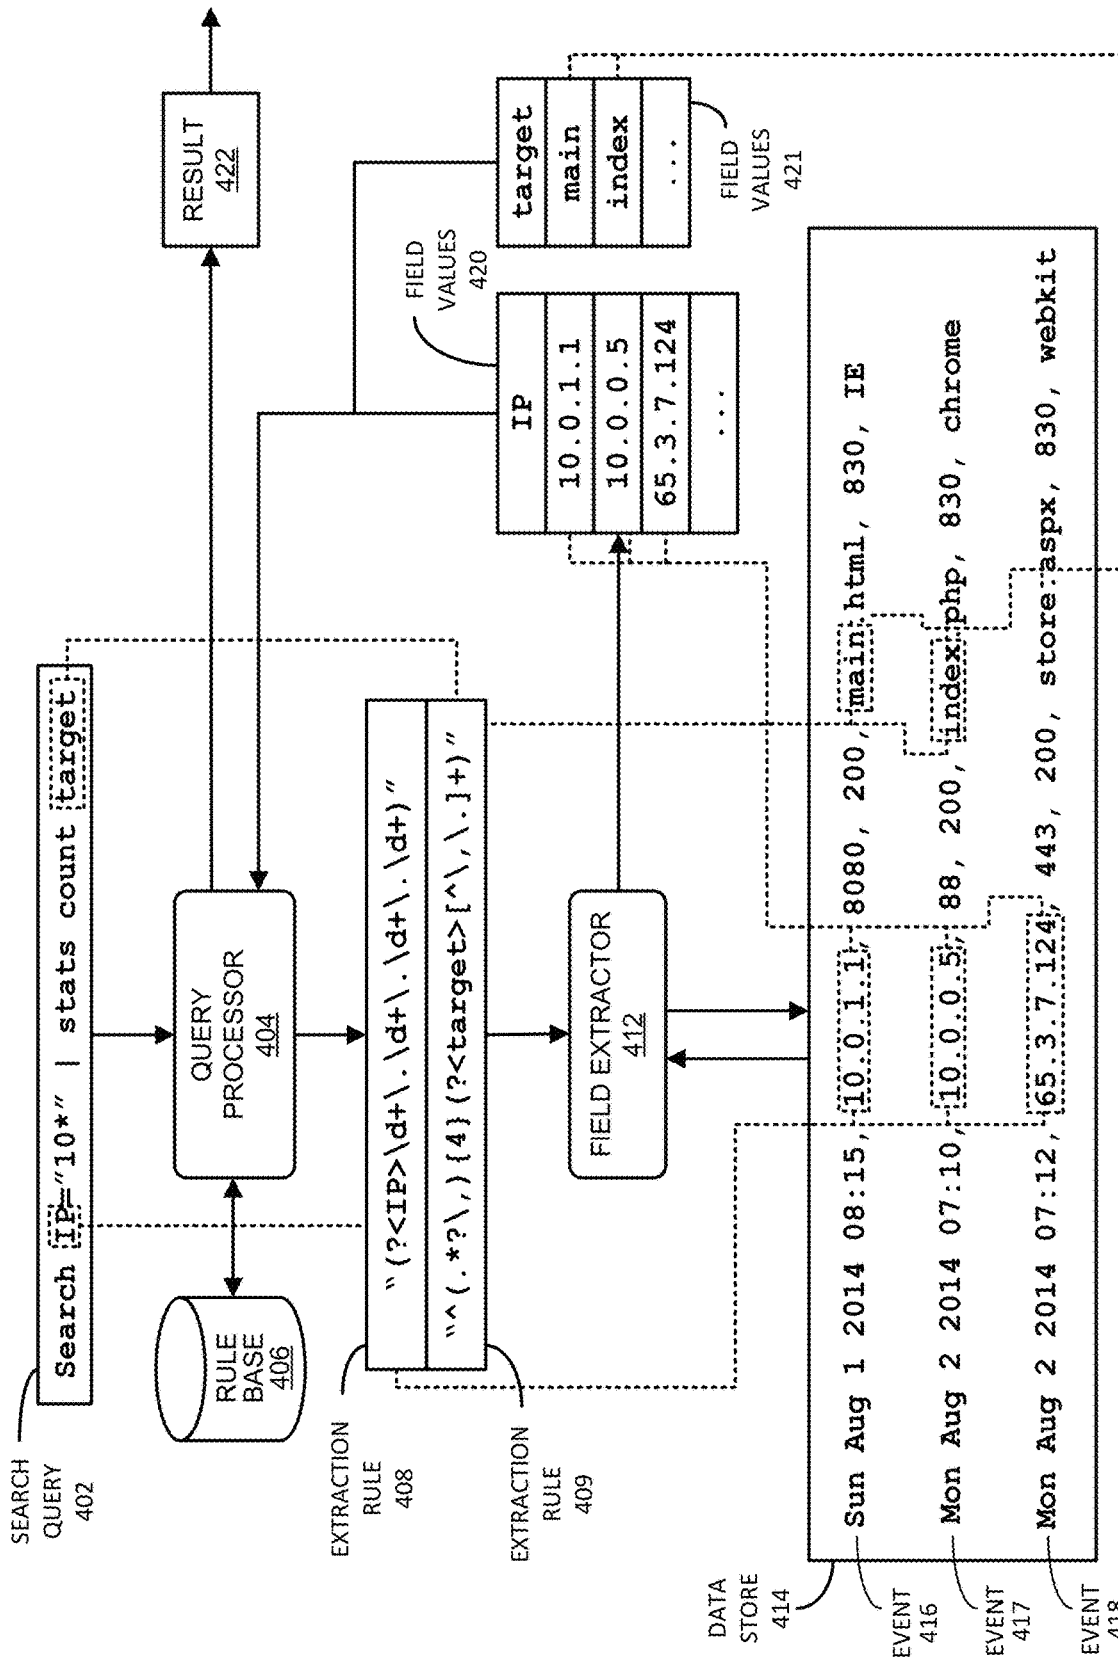 SEARCH
QUERY
402
Search IP="10*" | stats count target
RULE
BASE
406
QUERY
PROCESSOR
404
RESULT
422
EXTRACTION
RULE
408
"(?<IP>\d+\.\d+\.\d+\.\d+)"
EXTRACTION
RULE
409
"^(.*?\,){4}(?<target>[^\,\.]+)"
FIELD
VALUES
420
IP
10.0.1.1
10.0.0.5
65.3.7.124
...
target
main
index
...
FIELD
VALUES
421
FIELD EXTRACTOR
412
DATA
STORE
414
EVENT
416
Sun Aug 1 2014 08:15, 10.0.1.1, 8080, 200, main.html, 830, IE
EVENT
417
Mon Aug 2 2014 07:10, 10.0.0.5, 88, 200, index.php, 830, chrome
EVENT
418
Mon Aug 2 2014 07:12, 65.3.7.124, 443, 200, store.aspx, 830, webkit